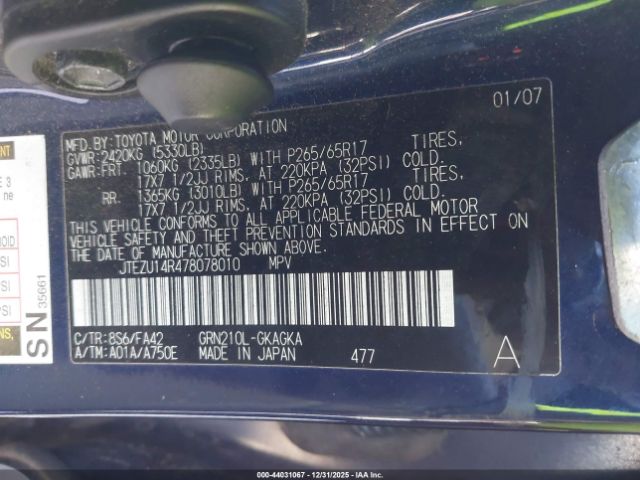 01/07
MFD.BY:TOYOTA MOTOR CORPORATION
GVWR:2420KG (5330LB)
GAWR:FRT. 1060KG (2335LB) WITH P265/65R17 TIRES,
17X7 1/2JJ RIMS, AT 220KPA (32PSI) COLD.
RR. 1365KG (3010LB) WITH P265/65R17 TIRES,
17X7 1/2JJ RIMS, AT 220KPA (32PSI) COLD.
THIS VEHICLE CONFORMS TO ALL APPLICABLE FEDERAL MOTOR
VEHICLE SAFETY AND THEFT PREVENTION STANDARDS IN EFFECT ON
THE DATE OF MANUFACTURE SHOWN ABOVE.
JTEZU14R478078010 MPV
C/TR:8S6/FA42 GRN210L-GKAGKA
A/TM:A01A/A750E MADE IN JAPAN 477 A
SN 35661
12/31/2025 - © IAA, Inc.
Owner: 44031067